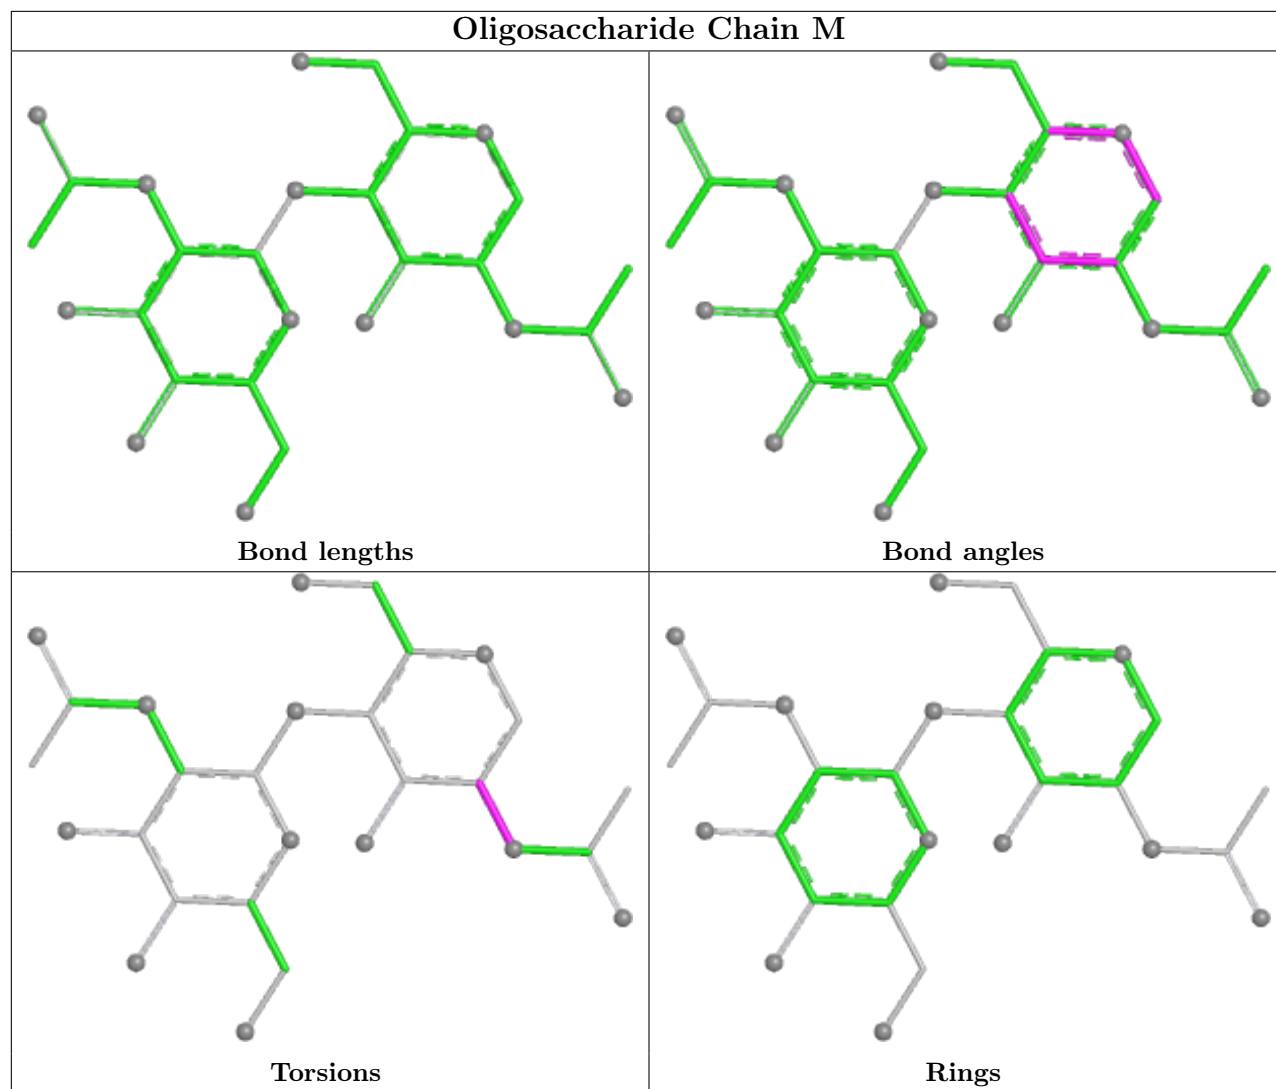 Oligosaccharide Chain M
Bond lengths
Bond angles
Torsions
Rings